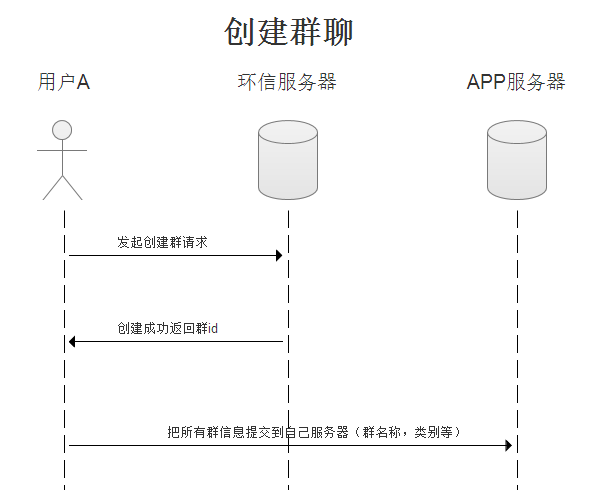 创建群聊
用户A
环信服务器
APP服务器
发起创建群请求
创建成功返回群id
把所有群信息提交到自己服务器（群名称，类别等）